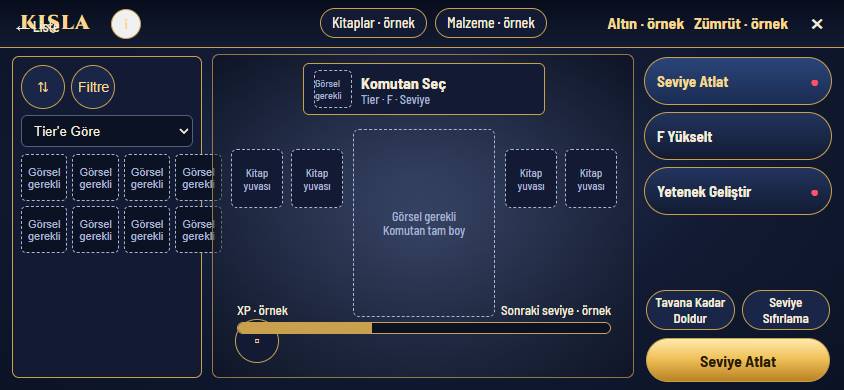 KIŞLA
← Liste
i
Kitaplar · örnek
Malzeme · örnek
Altın · örnek
Zümrüt · örnek
✕
⇅
Filtre
Tier'e Göre
Görsel
gerekli
Görsel
gerekli
Görsel
gerekli
Görsel
gerekli
Görsel
gerekli
Görsel
gerekli
Görsel
gerekli
Görsel
gerekli
Görsel
gerekli
Komutan Seç
Tier · F · Seviye
Kitap
yuvası
Kitap
yuvası
Görsel gerekli
Komutan tam boy
Kitap
yuvası
Kitap
yuvası
XP · örnek
Sonraki seviye · örnek
Seviye Atlat
F Yükselt
Yetenek Geliştir
Tavana Kadar
Doldur
Seviye
Sıfırlama
Seviye Atlat